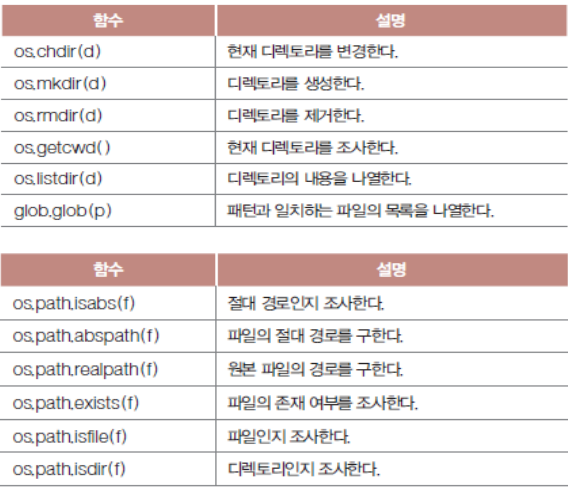 함수 설명
os.chdir(d) 현재 디렉토리를 변경한다.
os.mkdir(d) 디렉토리를 생성한다.
os.rmdir(d) 디렉토리를 제거한다.
os.getcwd( ) 현재 디렉토리를 조사한다.
os.listdir(d) 디렉토리의 내용을 나열한다.
glob.glob(p) 패턴과 일치하는 파일의 목록을 나열한다.
함수 설명
os.path.isabs(f) 절대 경로인지 조사한다.
os.path.abspath(f) 파일의 절대 경로를 구한다.
os.path.realpath(f) 원본 파일의 경로를 구한다.
os.path.exists(f) 파일의 존재 여부를 조사한다.
os.path.isfile(f) 파일인지 조사한다.
os.path.isdir(f) 디렉토리인지 조사한다.